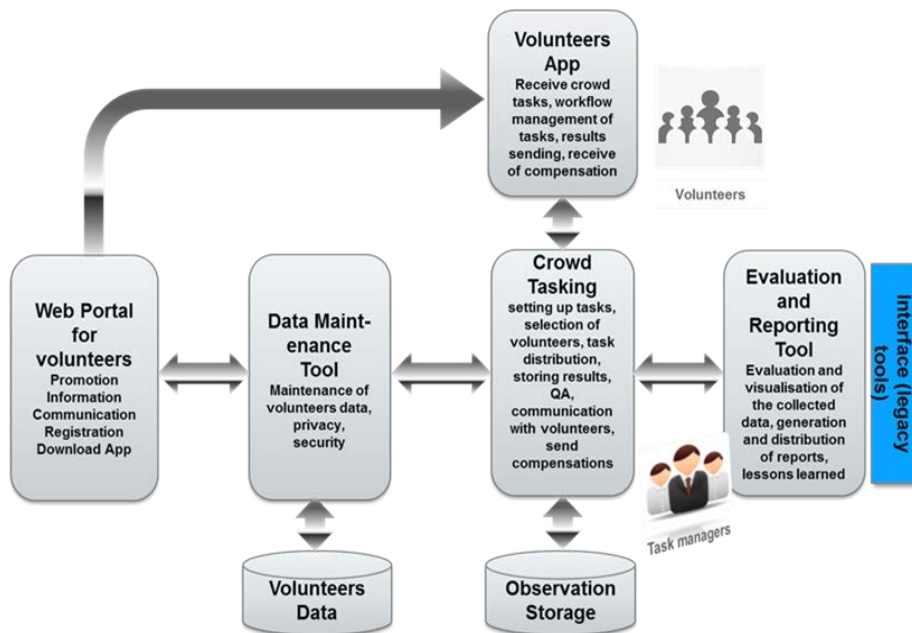 Volunteers
App
Receive crowd
tasks, workflow
management of
tasks, results
sending, receive
of compensation
Volunteers
Web Portal
for
volunteers
Promotion
Information
Communication
Registration
Download App
Data Maint-
enance
Tool
Maintenance of
volunteers data,
privacy,
security
Crowd
Tasking
setting up tasks,
selection of
volunteers, task
distribution,
storing results,
QA,
communication
with volunteers,
send
compensations
Evaluation
and
Reporting
Tool
Evaluation and
visualisation of
the collected
data, generation
and distribution
of reports,
lessons learned
Interface (legacy
tools)
Task managers
Volunteers
Data
Observation
Storage